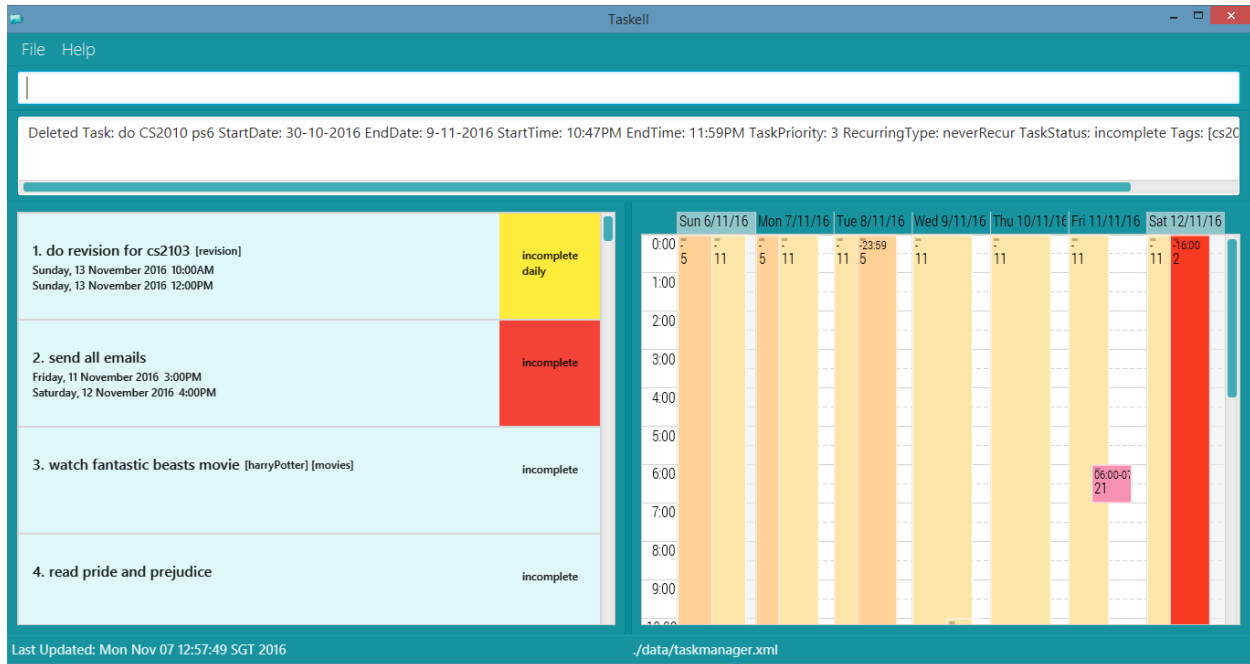 Taskell
File Help
Deleted Task: do CS2010 ps6 StartDate: 30-10-2016 EndDate: 9-11-2016 StartTime: 10:47PM EndTime: 11:59PM TaskPriority: 3 RecurringType: neverRecur TaskStatus: incomplete Tags: [cs20
1. do revision for cs2103 [revision]
Sunday, 13 November 2016 10:00AM
Sunday, 13 November 2016 12:00PM
incomplete
daily
2. send all emails
Friday, 11 November 2016 3:00PM
Saturday, 12 November 2016 4:00PM
incomplete
3. watch fantastic beasts movie [harryPotter] [movies]
incomplete
4. read pride and prejudice
incomplete
Sun 6/11/16 Mon 7/11/16 Tue 8/11/16 Wed 9/11/16 Thu 10/11/16 Fri 11/11/16 Sat 12/11/16
0:00 - - - - - -23:59 - - - - -16:00
5 11 5 11 11 5 11 11 11 11 2
1:00
2:00
3:00
4:00
5:00
6:00
06:00-07
21
7:00
8:00
9:00
10:00
Last Updated: Mon Nov 07 12:57:49 SGT 2016
./data/taskmanager.xml